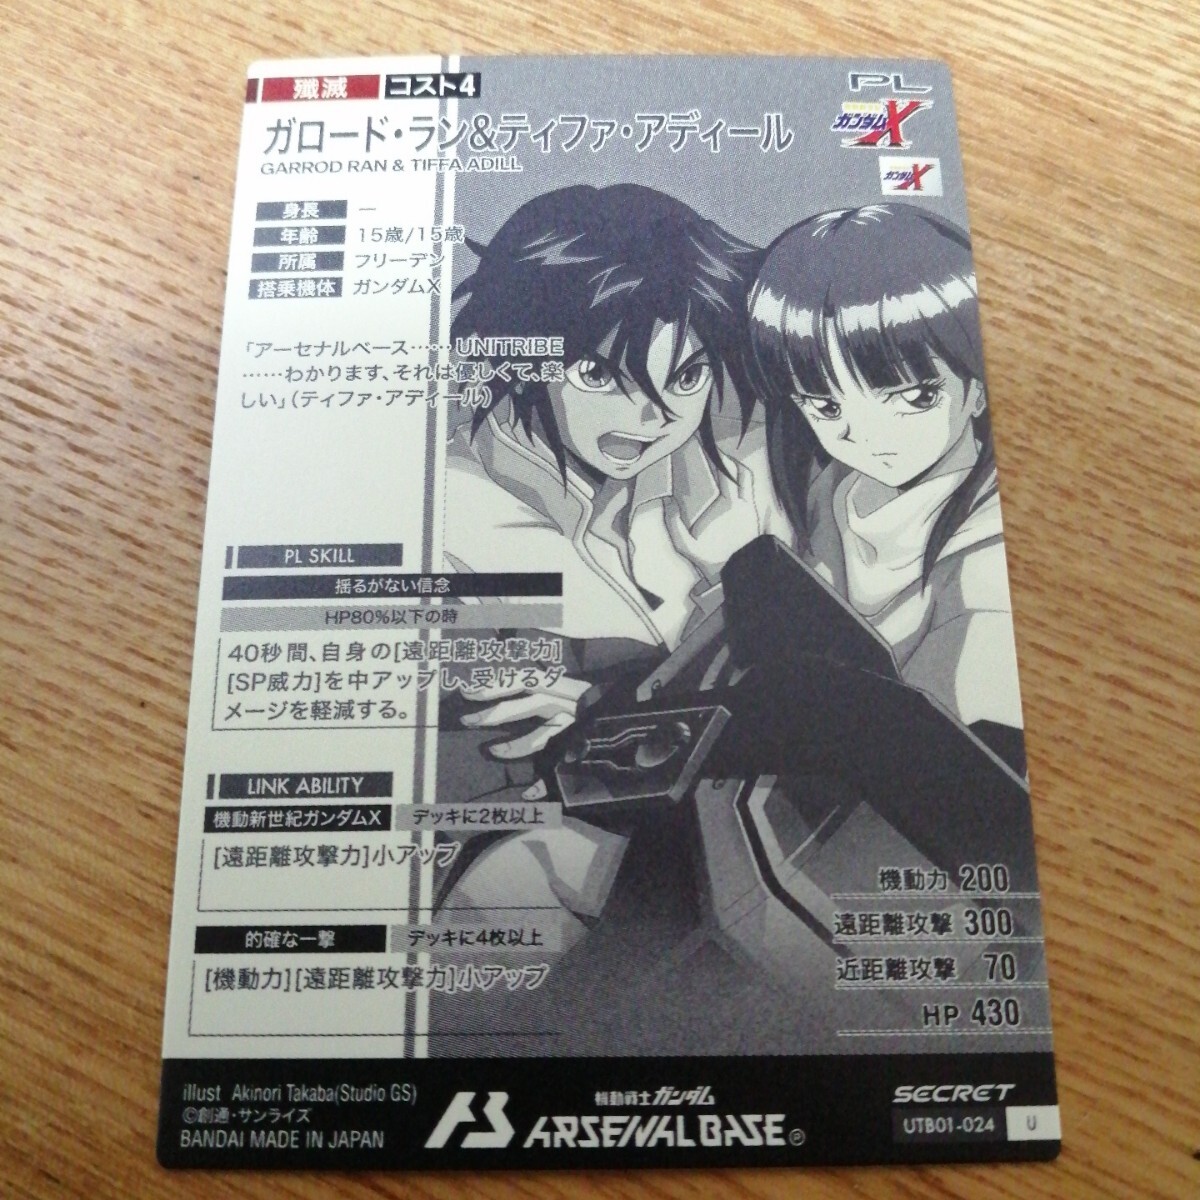 殲滅 コスト4
PL
ガロード・ラン&ティファ・アディール
GARROD RAN & TIFFA ADILL
ガンダムX
ガンダムX
身長 ー
年齢 15歳/15歳
所属 フリーデン
搭乗機体 ガンダムX
「アーセナルベース…… UNITRIBE
……わかります、それは優しくて、楽
しい」(ティファ・アディール)
PL SKILL
揺るがない信念
HP80%以下の時
40秒間、自身の[遠距離攻撃力]
[SP威力]を中アップし、受けるダ
メージを軽減する。
LINK ABILITY
機動新世紀ガンダムX デッキに2枚以上
[遠距離攻撃力]小アップ
的確な一撃 デッキに4枚以上
[機動力][遠距離攻撃力]小アップ
機動力 200
遠距離攻撃 300
近距離攻撃 70
HP 430
illust Akinori Takaba(Studio GS)
©創通・サンライズ
BANDAI MADE IN JAPAN
機動戦士ガンダム
ARSENAL BASE Ⓟ
SECRET
UTB01-024 U